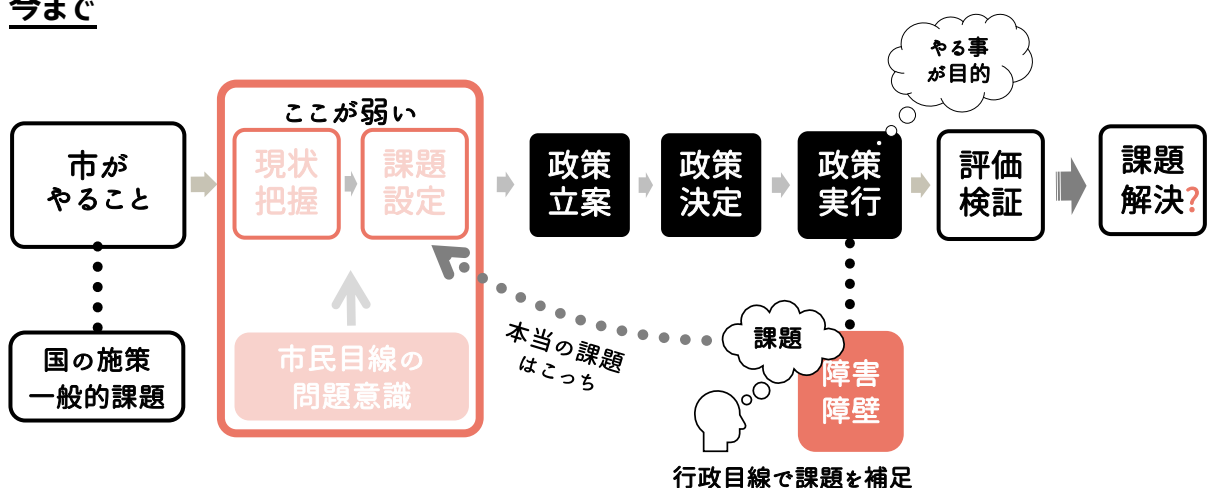 今まで
やる事
が目的
ここが弱い
市が
やること
現状
把握
課題
設定
政策
立案
政策
決定
政策
実行
評価
検証
課題
解決?
国の施策
一般的課題
市民目線の
問題意識
本当の課題
はこっち
課題
障害
障壁
行政目線で課題を補足